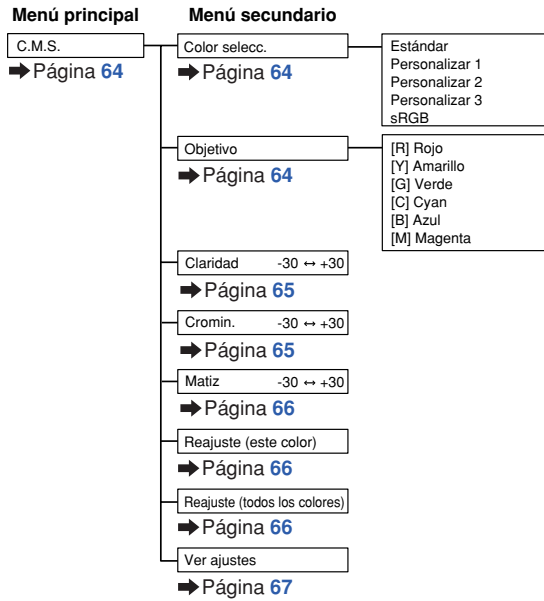 Menú principal
Menú secundario
C.M.S.
➡ Página 64
Color selecc.
➡ Página 64
Estándar
Personalizar 1
Personalizar 2
Personalizar 3
sRGB
Objetivo
➡ Página 64
[R] Rojo
[Y] Amarillo
[G] Verde
[C] Cyan
[B] Azul
[M] Magenta
Claridad -30 ↔ +30
➡ Página 65
Cromin. -30 ↔ +30
➡ Página 65
Matiz -30 ↔ +30
➡ Página 66
Reajuste (este color)
➡ Página 66
Reajuste (todos los colores)
➡ Página 66
Ver ajustes
➡ Página 67